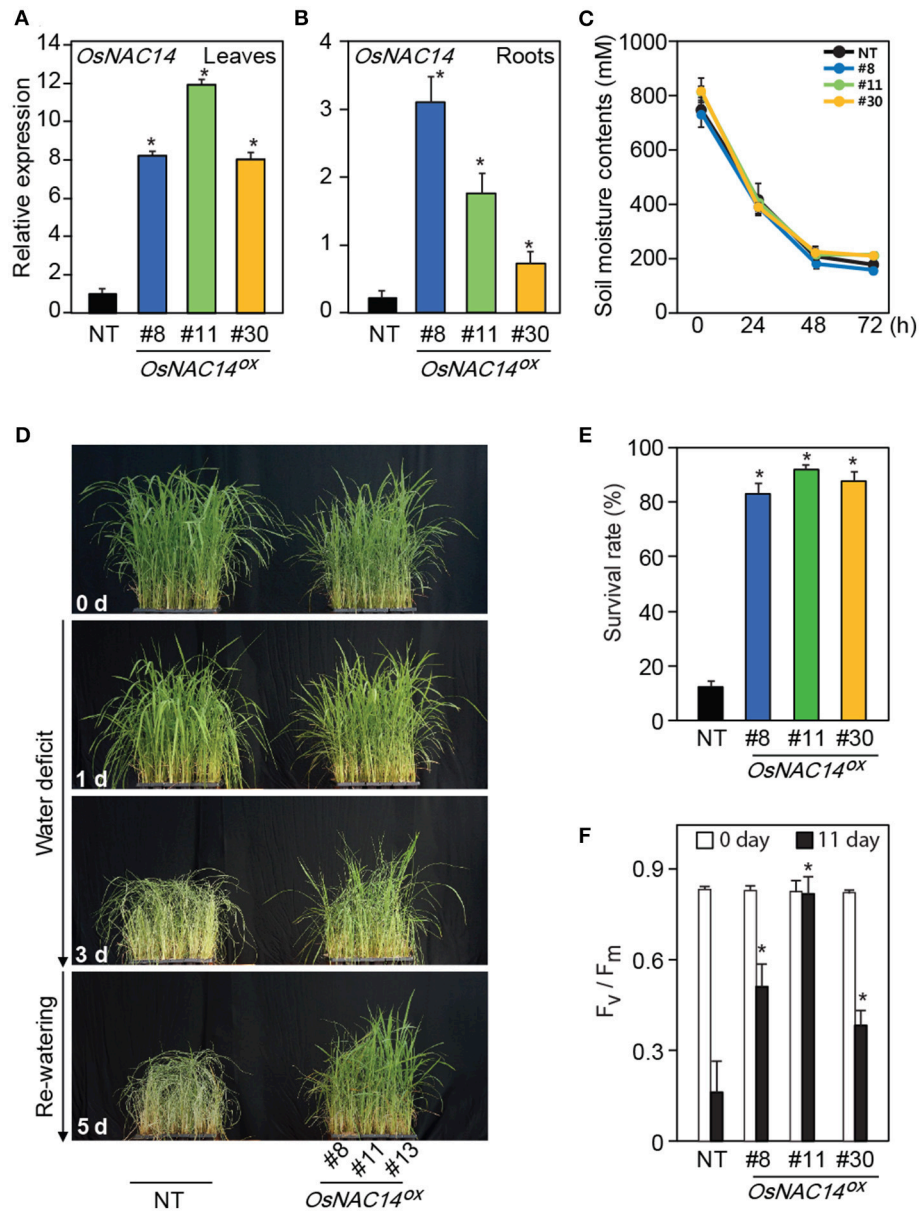 A
OsNAC14 Leaves
Relative expression
14
12
10
8
6
4
2
0
*
*
*
NT #8 #11 #30
OsNAC14ox
B
OsNAC14 Roots
4
3
2
1
0
*
*
*
NT #8 #11 #30
OsNAC14ox
C
Soil moisture contents (mM)
1000
800
600
400
200
0
NT
#8
#11
#30
0 24 48 72 (h)
D
Water deficit
Re-watering
0 d
1 d
3 d
5 d
#8 #11 #13
NT
OsNAC14ox
E
Survival rate (%)
100
80
60
40
20
0
* * *
NT #8 #11 #30
OsNAC14ox
F
0 day 11 day
Fv / Fm
0.9
0.6
0.3
0
*
*
*
NT #8 #11 #30
OsNAC14ox